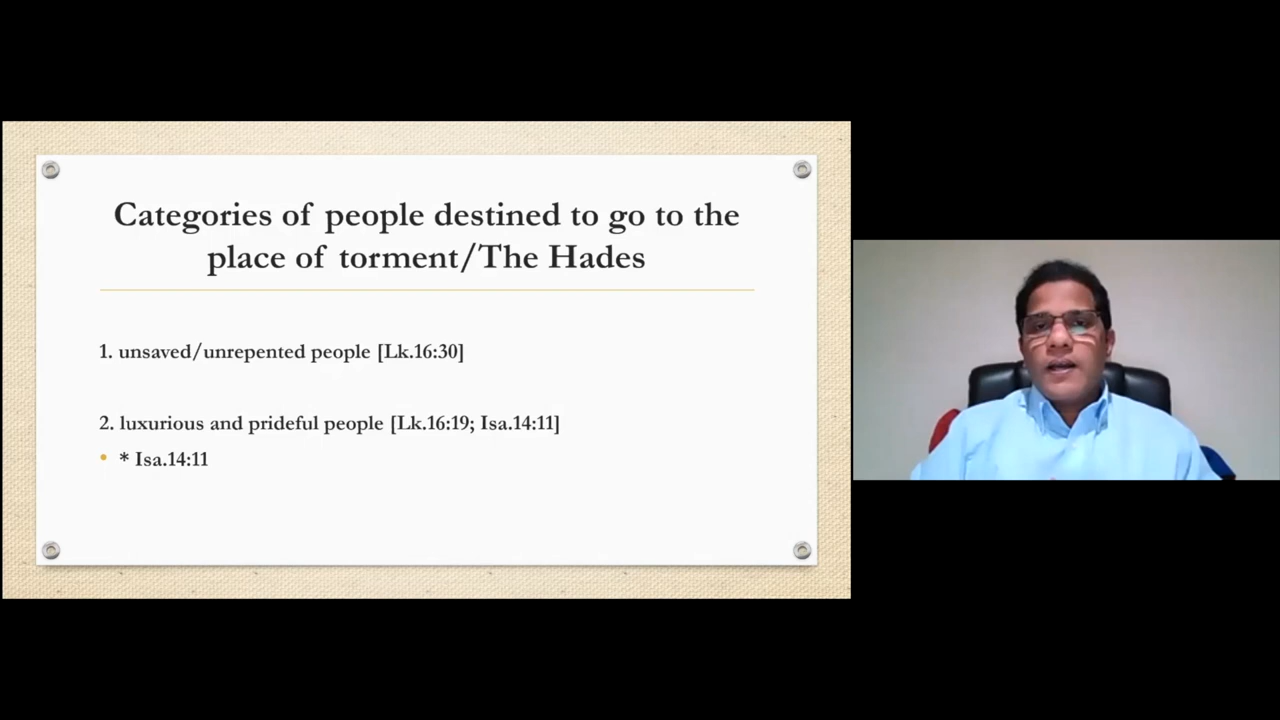 Categories of people destined to go to the
place of torment/The Hades
1. unsaved/unrepented people [Lk.16:30]
2. luxurious and prideful people [Lk.16:19; Isa.14:11]
* Isa.14:11